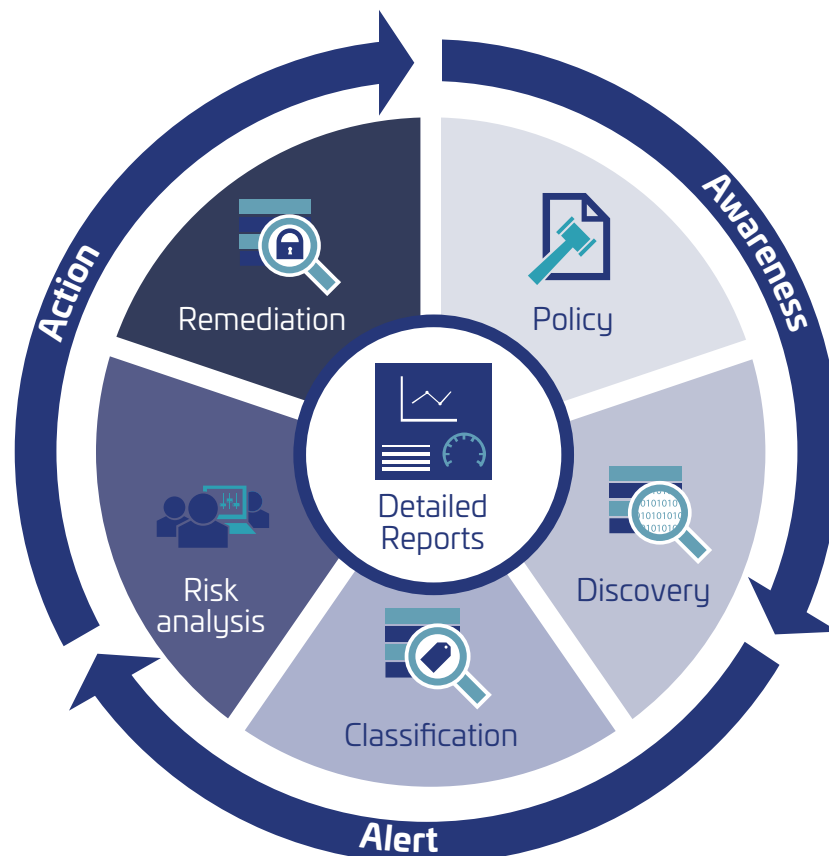 Awareness
Policy
Discovery
Alert
Classification
Risk
analysis
Action
Remediation
Detailed
Reports